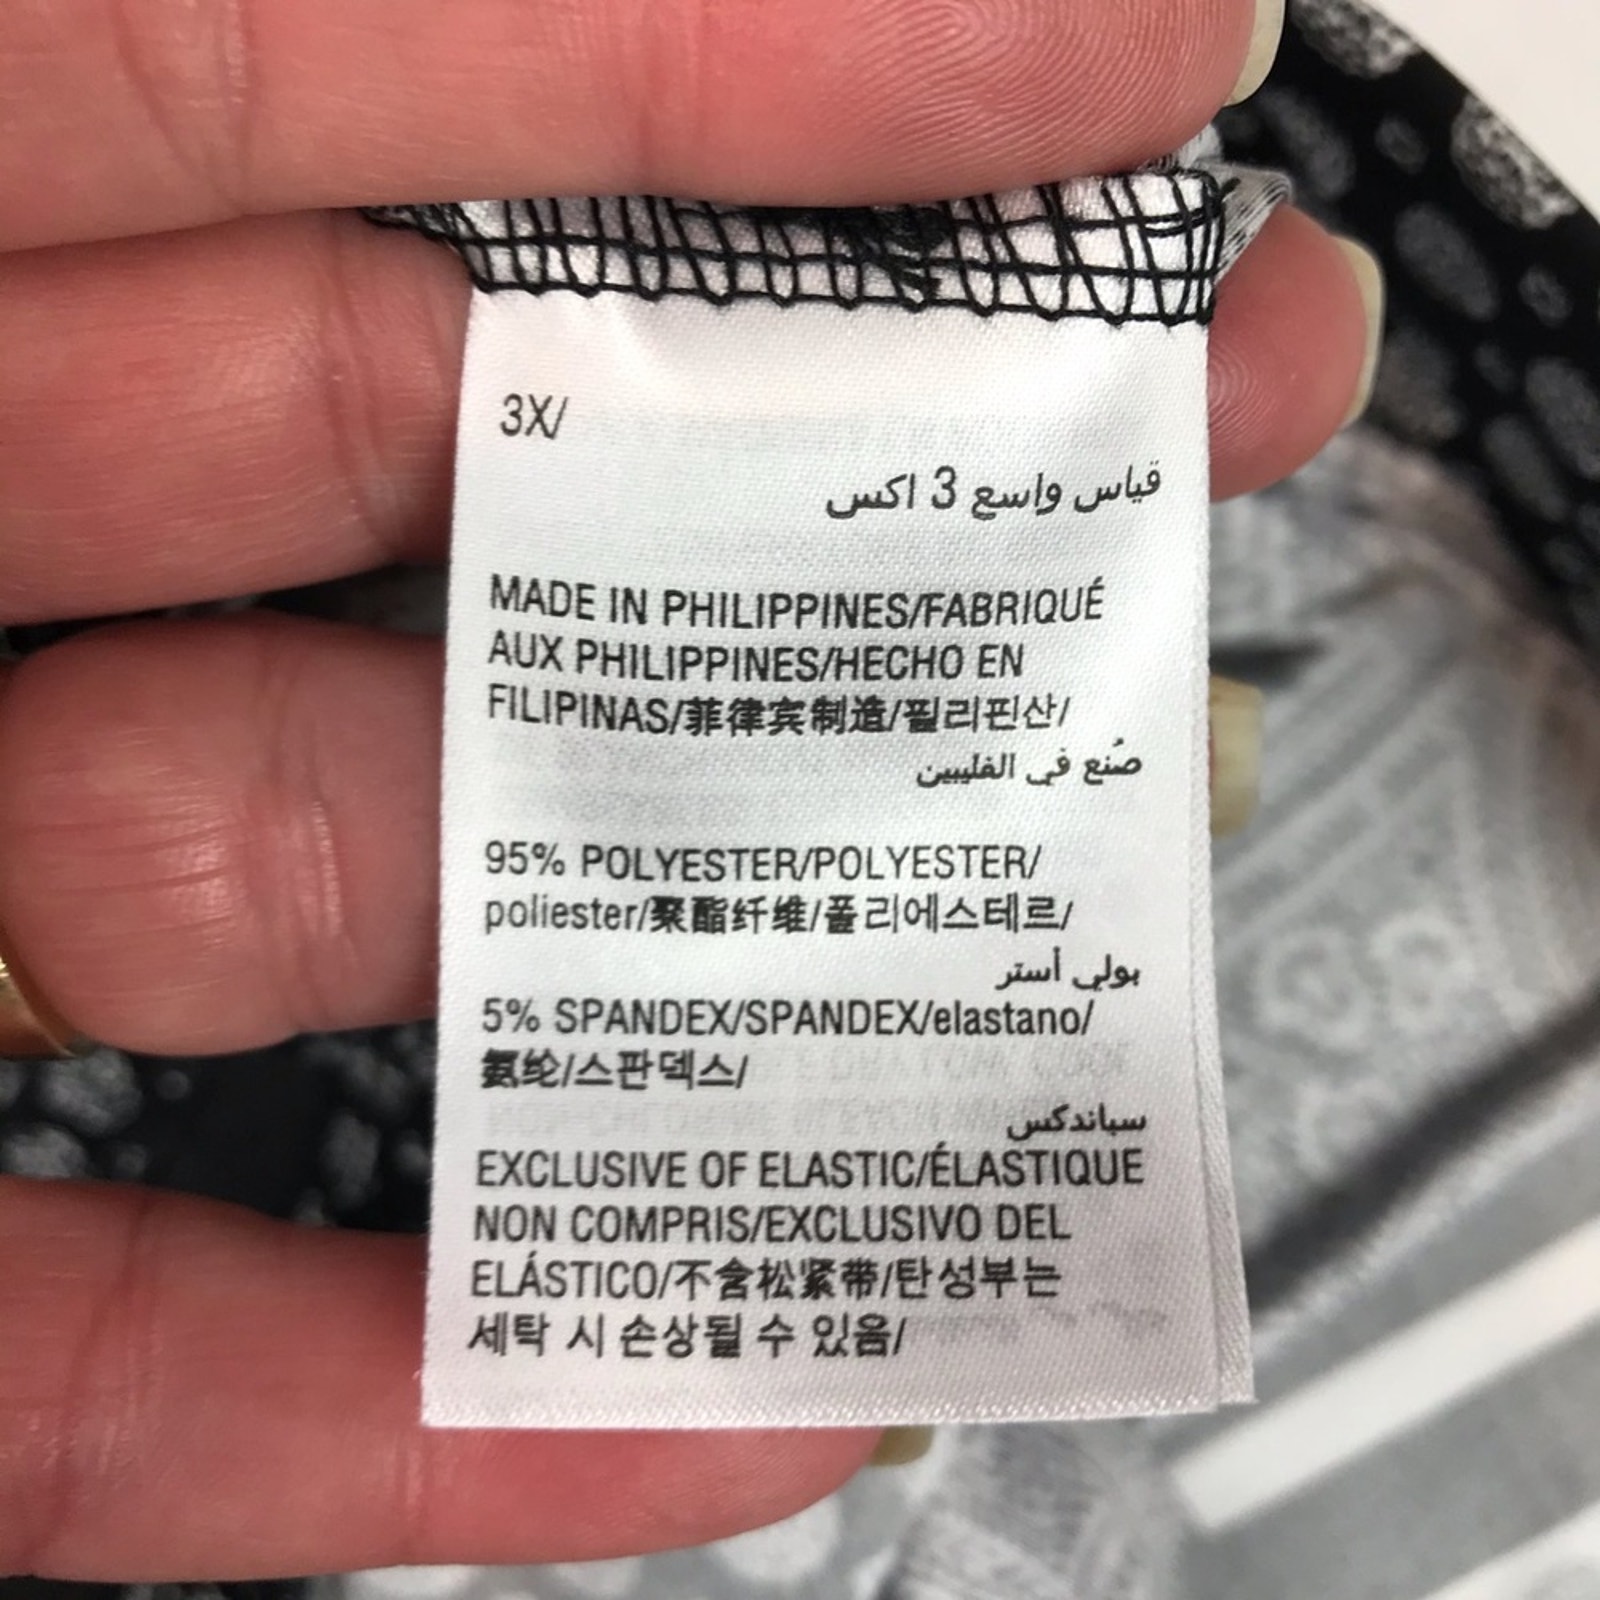 3X/
قياس واسع 3 اكس
MADE IN PHILIPPINES/FABRIQUÉ
AUX PHILIPPINES/HECHO EN
FILIPINAS/菲律宾制造/필리핀산/
صُنع في الفليبين
95% POLYESTER/POLYESTER/
poliester/聚酯纤维/폴리에스테르/
بولي أستر
5% SPANDEX/SPANDEX/elastano/
氨纶/스판덱스/
سباندكس
EXCLUSIVE OF ELASTIC/ÉLASTIQUE
NON COMPRIS/EXCLUSIVO DEL
ELÁSTICO/不含松紧带/탄성부는
세탁 시 손상될 수 있음/